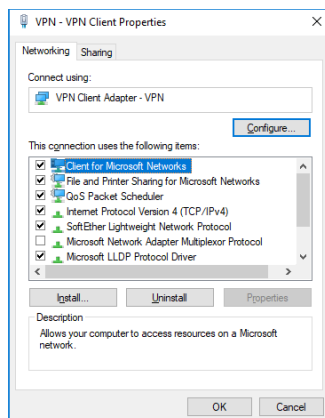 VPN - VPN Client Properties
Networking
Sharing
Connect using:
VPN Client Adapter - VPN
Configure...
This connection uses the following items:
Client for Microsoft Networks
File and Printer Sharing for Microsoft Networks
QoS Packet Scheduler
Internet Protocol Version 4 (TCP/IPv4)
SoftEther Lightweight Network Protocol
Microsoft Network Adapter Multiplexor Protocol
Microsoft LLDP Protocol Driver
Install...
Uninstall
Properties
Description
Allows your computer to access resources on a Microsoft
network.
OK
Cancel